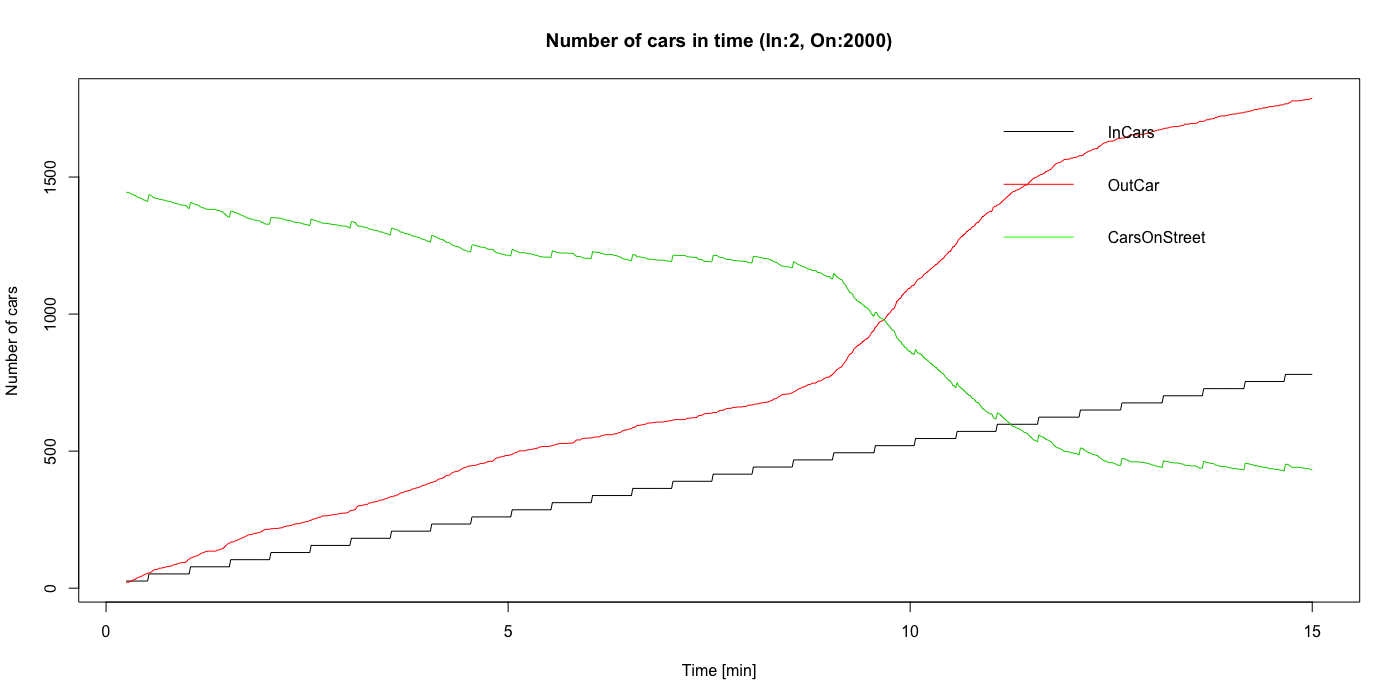 Number of cars in time (In:2, On:2000)
Number of cars
1500
1000
500
0
InCars
OutCar
CarsOnStreet
0 5 10 15
Time [min]